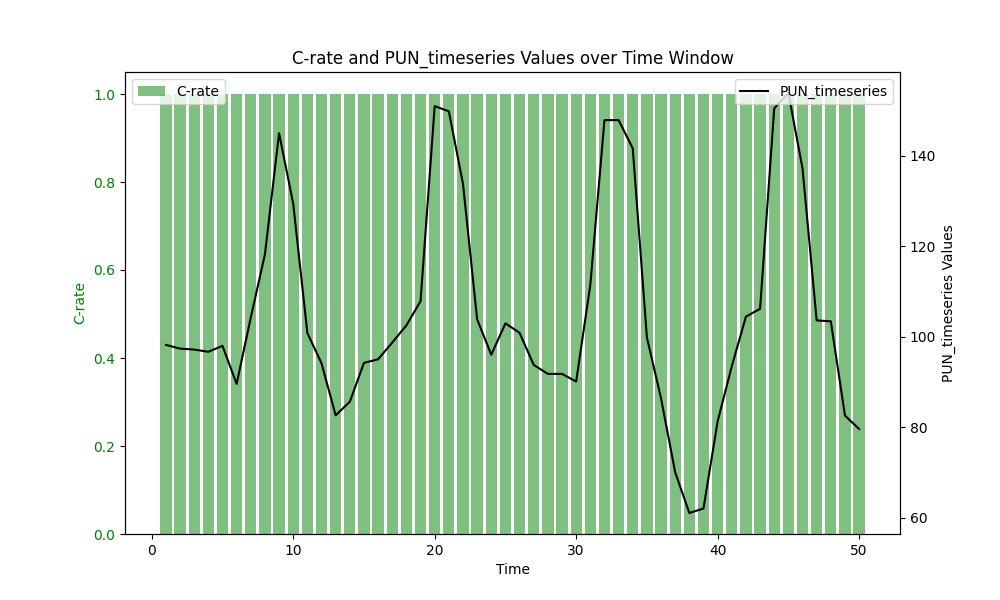 C-rate and PUN_timeseries Values over Time Window
C-rate
PUN_timeseries
1.0
0.8
0.6
0.4
0.2
0.0
C-rate
140
120
100
80
60
PUN_timeseries Values
0 10 20 30 40 50
Time